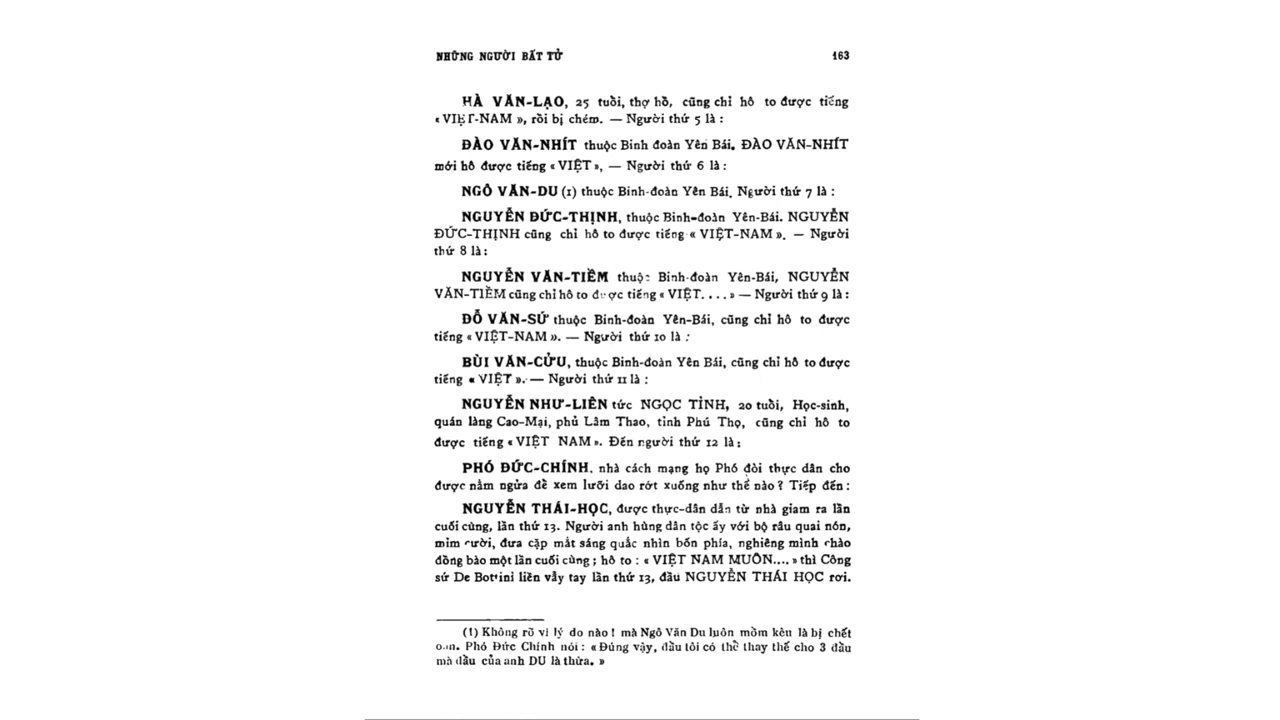 NHỮNG NGƯỜI BẤT TỬ 163
HÀ VĂN-LẠO, 25 tuổi, thợ hồ, cũng chỉ hô to được tiếng
« VIỆT-NAM », rồi bị chém. — Người thứ 5 là :
ĐÀO VĂN-NHÍT thuộc Binh đoàn Yên Bái. ĐÀO VĂN-NHÍT
mới hô được tiếng « VIỆT ». — Người thứ 6 là :
NGÔ VĂN-DU (1) thuộc Binh-đoàn Yên Bái. Người thứ 7 là :
NGUYỄN ĐỨC-THỊNH, thuộc Binh-đoàn Yên-Bái. NGUYỄN
ĐỨC-THỊNH cũng chỉ hô to được tiếng « VIỆT-NAM ». — Người
thứ 8 là :
NGUYỄN VĂN-TIỀM thuộc Binh-đoàn Yên-Bái, NGUYỄN
VĂN-TIỀM cũng chỉ hô to được tiếng « VIỆT. . . . » — Người thứ 9 là :
ĐỖ VĂN-SỨ thuộc Binh-đoàn Yên-Bái, cũng chỉ hô to được
tiếng « VIỆT-NAM ». — Người thứ 10 là :
BÙI VĂN-CỬU, thuộc Binh-đoàn Yên Bái, cũng chỉ hô to được
tiếng « VIỆT ». — Người thứ 11 là :
NGUYỄN NHƯ-LIÊN tức NGỌC TỈNH, 20 tuổi, Học-sinh,
quán làng Cao-Mại, phủ Lâm Thao, tỉnh Phú Thọ, cũng chỉ hô to
được tiếng « VIỆT NAM ». Đến người thứ 12 là ;
PHÓ ĐỨC-CHÍNH, nhà cách mạng họ Phó đòi thực dân cho
được nằm ngửa để xem lưỡi dao rớt xuống như thế nào ? Tiếp đến :
NGUYỄN THÁI-HỌC, được thực-dân dẫn từ nhà giam ra lần
cuối cùng, lần thứ 13. Người anh hùng dân tộc ấy với bộ râu quai nón,
mỉm cười, đưa cặp mắt sáng quắc nhìn bốn phía, nghiêng mình chào
đồng bào một lần cuối cùng ; hô to : « VIỆT NAM MUÔN.... » thì Công
sứ De Bottini liền vẫy tay lần thứ 13, đầu NGUYỄN THÁI HỌC rơi.
(1) Không rõ vì lý do nào ! mà Ngô Văn Du luôn mồm kêu là bị chết
oan. Phó Đức Chính nói : « Đúng vậy, đầu tôi có thể thay thế cho 3 đầu
mà đầu của anh DU là thừa. »